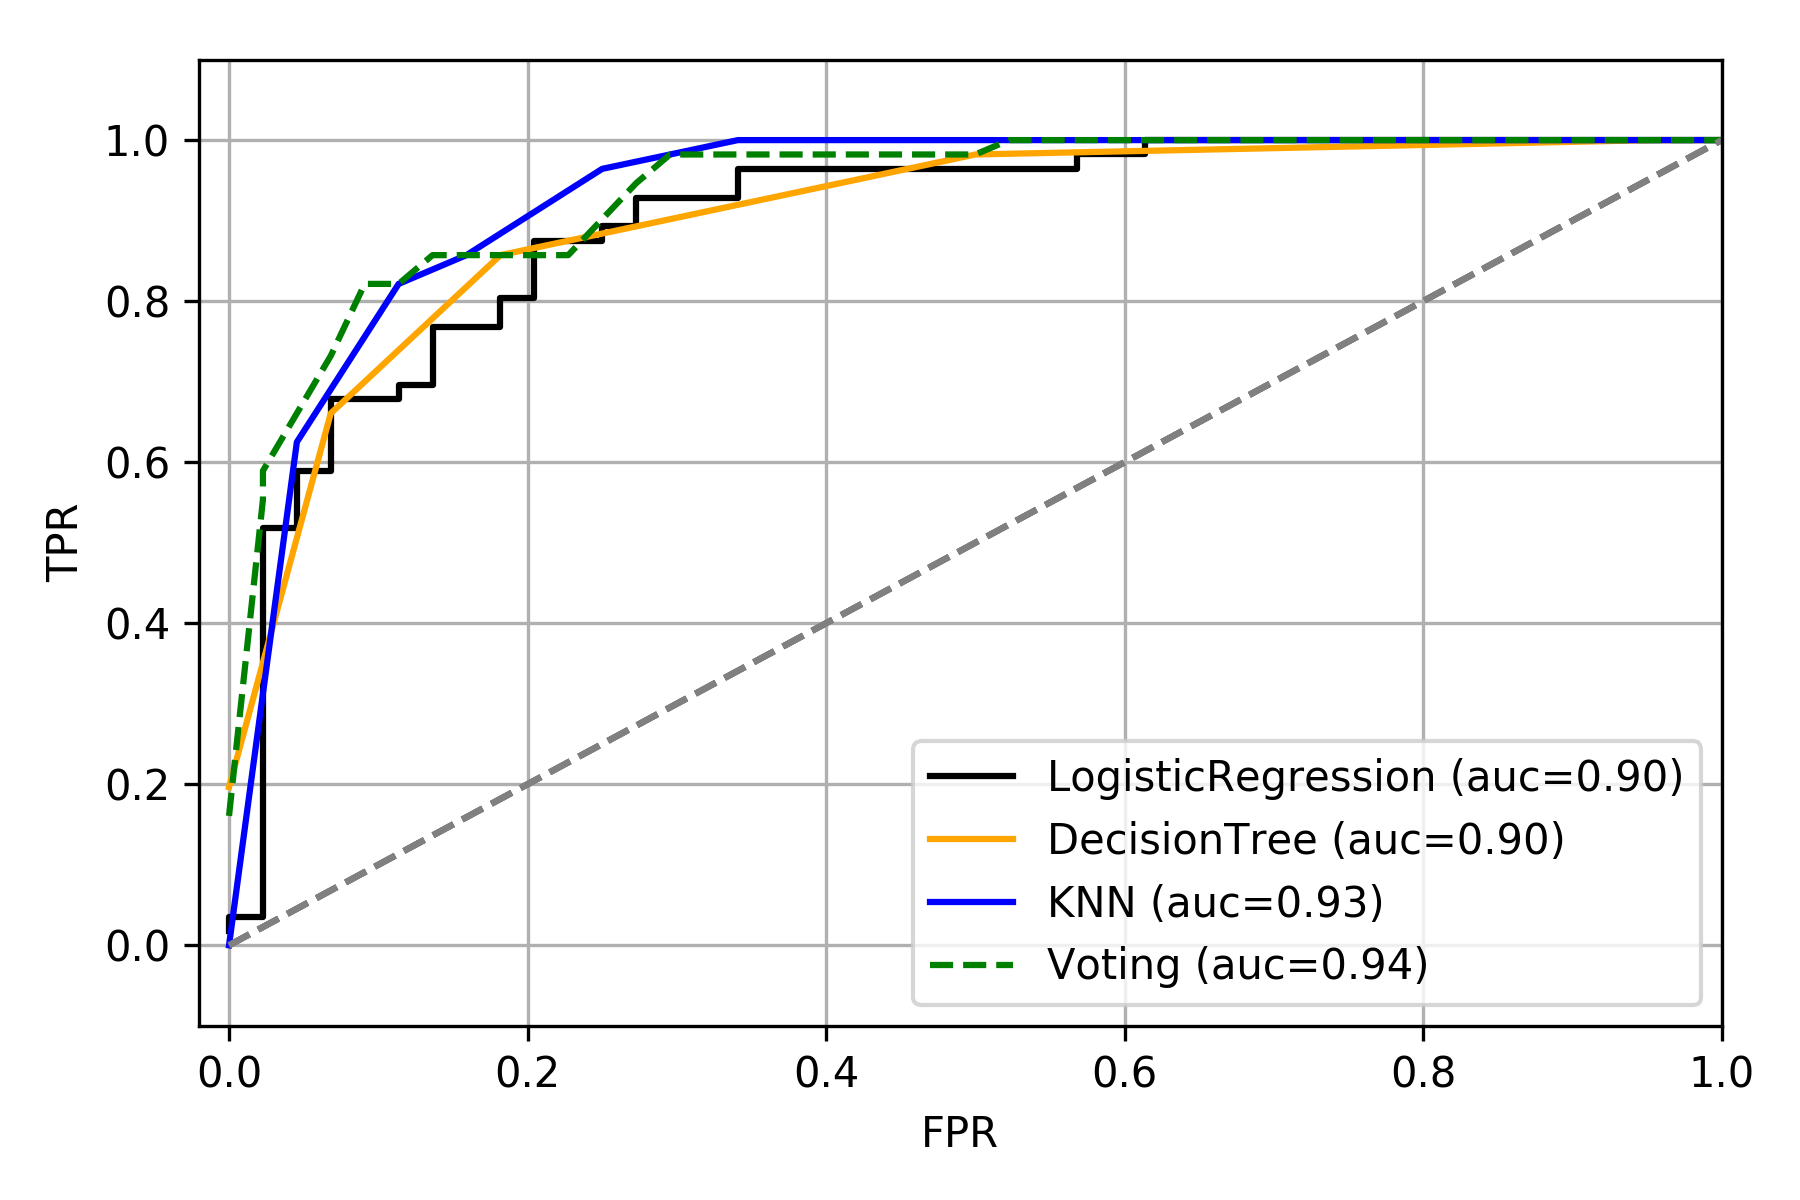 1.0
0.8
0.6
0.4
0.2
0.0
TPR
LogisticRegression (auc=0.90)
DecisionTree (auc=0.90)
KNN (auc=0.93)
Voting (auc=0.94)
0.0 0.2 0.4 0.6 0.8 1.0
FPR